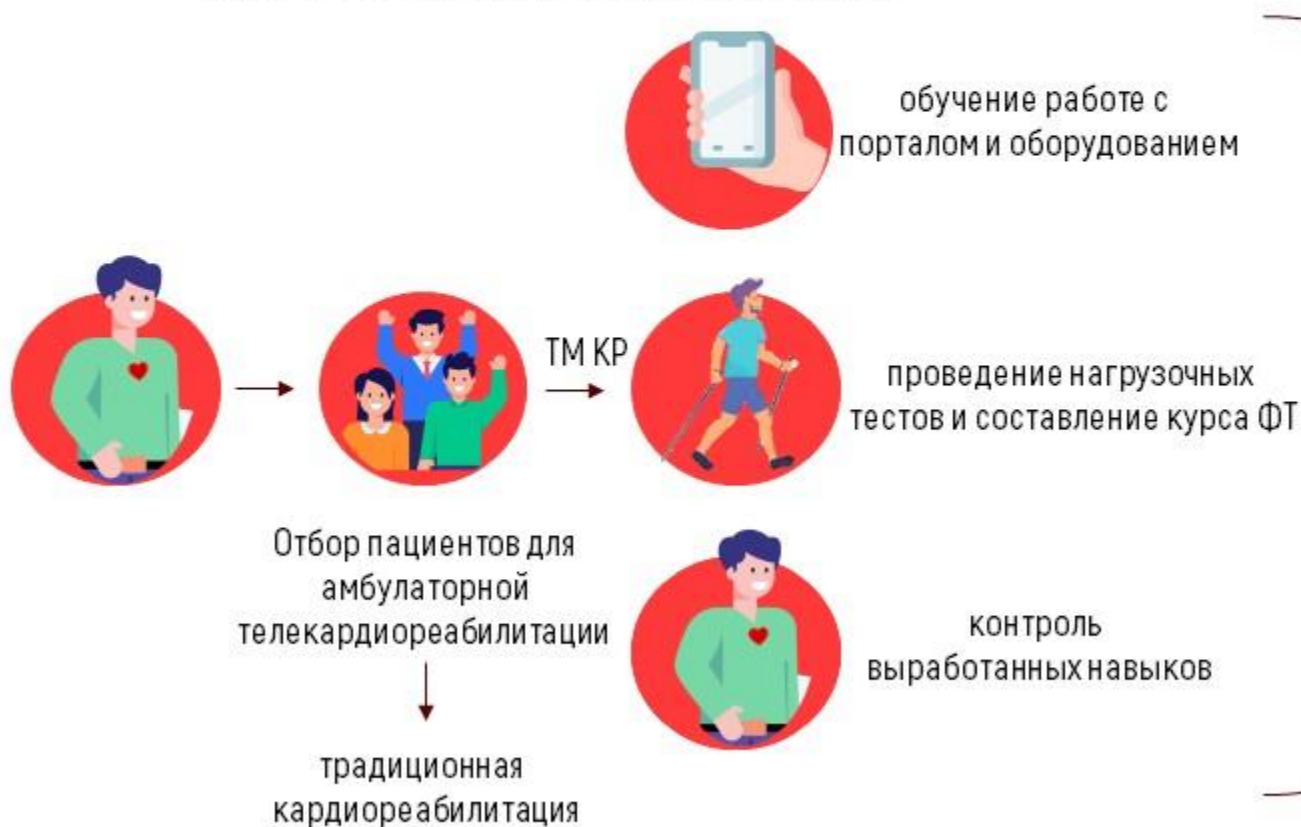 обучение работе с
порталом и оборудованием
ТМ КР
проведение нагрузочных
тестов и составление курса ФТ
Отбор пациентов для
амбулаторной
телекардиореабилитации
контроль
выработанных навыков
традиционная
кардиореабилитация